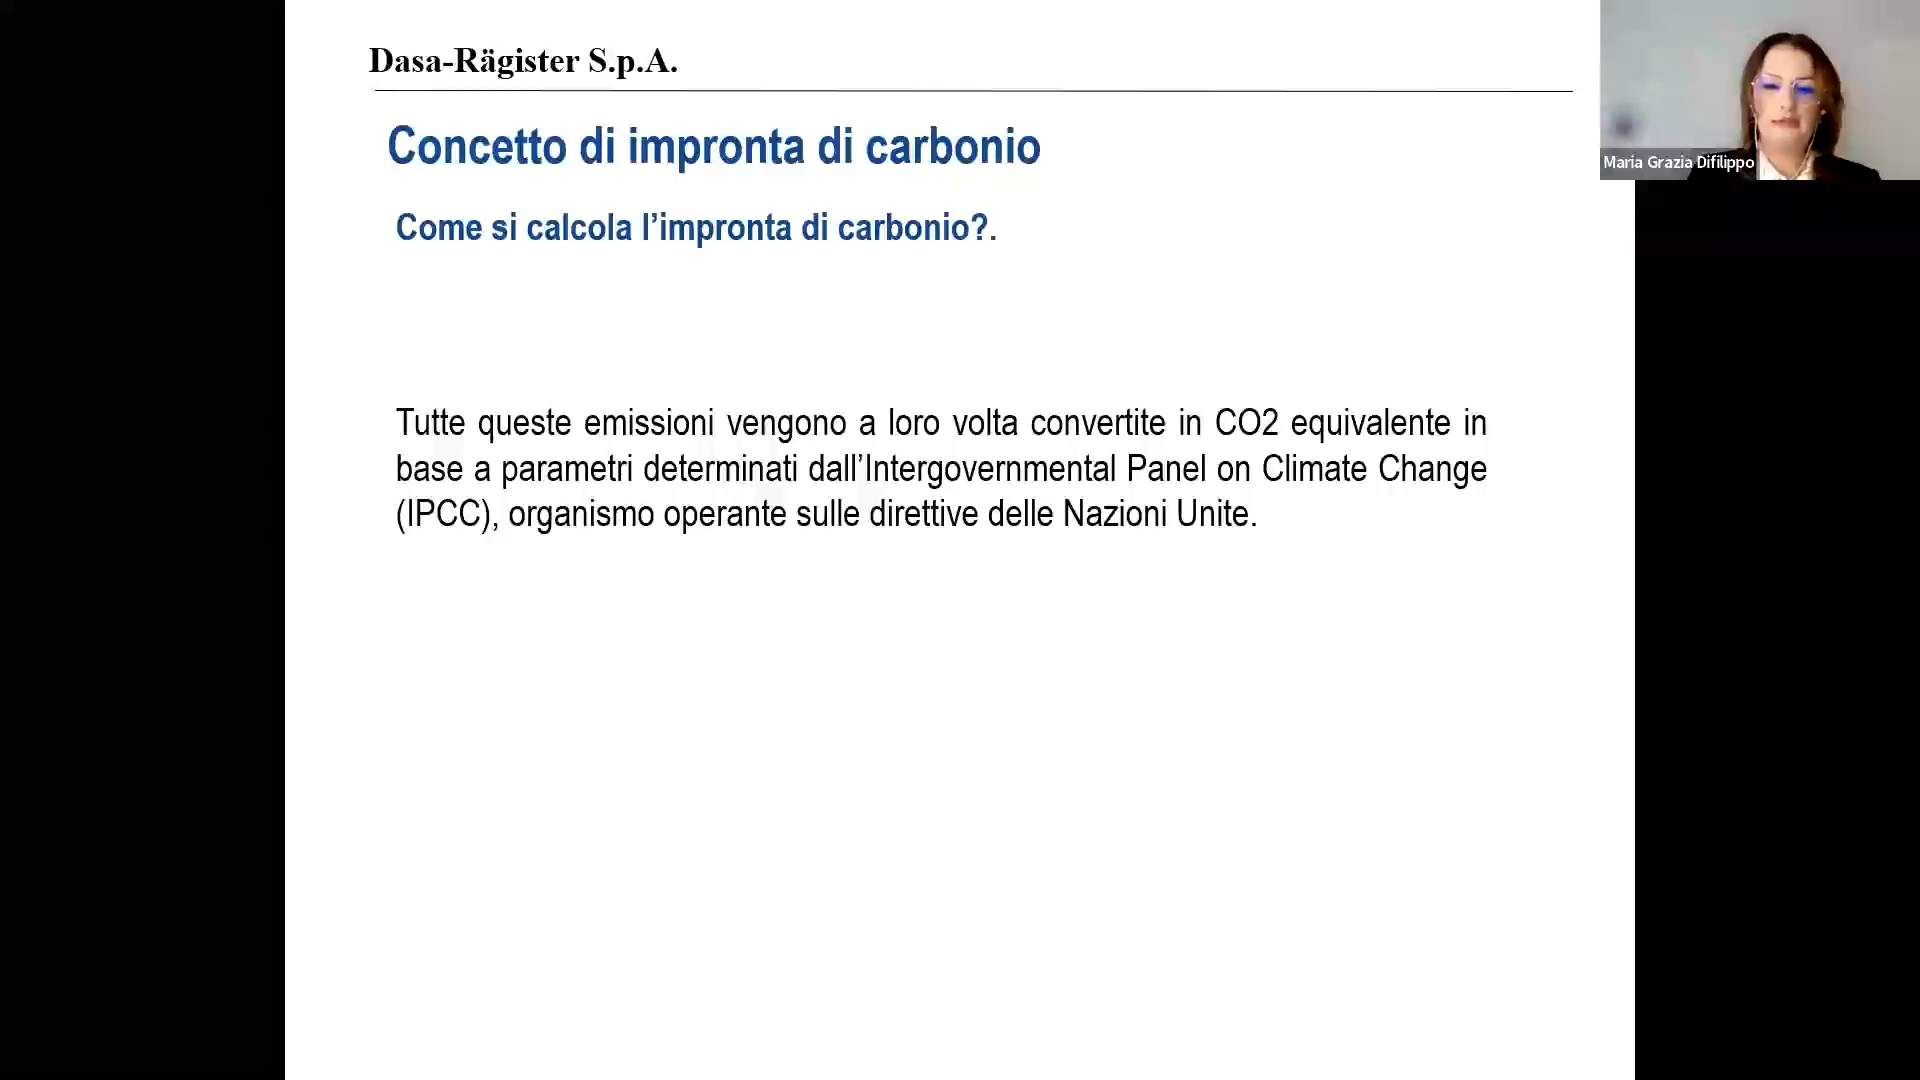 Dasa-Rägister S.p.A.
Concetto di impronta di carbonio
Come si calcola l’impronta di carbonio?.
Tutte queste emissioni vengono a loro volta convertite in CO2 equivalente in
base a parametri determinati dall’Intergovernmental Panel on Climate Change
(IPCC), organismo operante sulle direttive delle Nazioni Unite.
Maria Grazia Difilippo